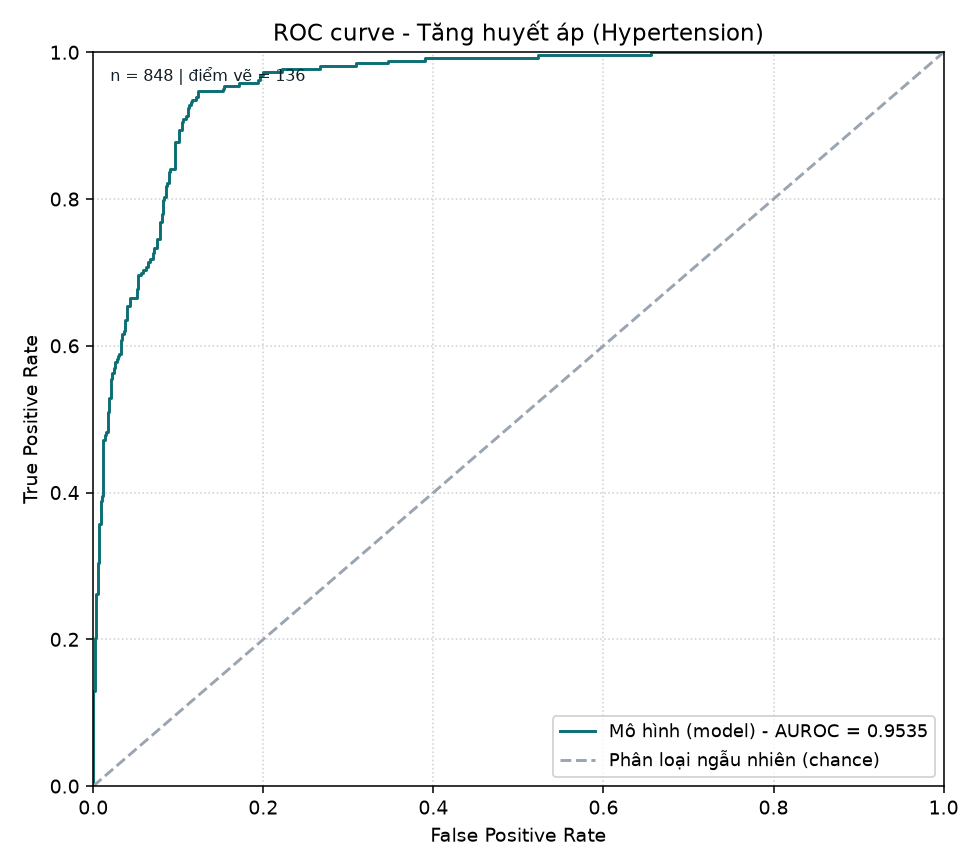 ROC curve - Tăng huyết áp (Hypertension)
n = 848 | điểm vẽ = 136
1.0
0.8
0.6
0.4
0.2
0.0
True Positive Rate
Mô hình (model) - AUROC = 0.9535
Phân loại ngẫu nhiên (chance)
0.0 0.2 0.4 0.6 0.8 1.0
False Positive Rate